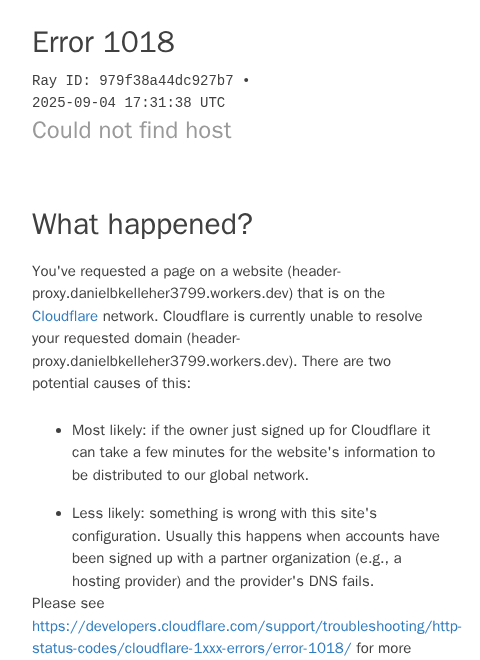 Error 1018
Ray ID: 979f38a44dc927b7 •
2025-09-04 17:31:38 UTC
Could not find host
What happened?
You've requested a page on a website (header-
proxy.danielbkelleher3799.workers.dev) that is on the
Cloudflare network. Cloudflare is currently unable to resolve
your requested domain (header-
proxy.danielbkelleher3799.workers.dev). There are two
potential causes of this:
• Most likely: if the owner just signed up for Cloudflare it
can take a few minutes for the website's information to
be distributed to our global network.
• Less likely: something is wrong with this site's
configuration. Usually this happens when accounts have
been signed up with a partner organization (e.g., a
hosting provider) and the provider's DNS fails.
Please see
https://developers.cloudflare.com/support/troubleshooting/http-
status-codes/cloudflare-1xxx-errors/error-1018/ for more